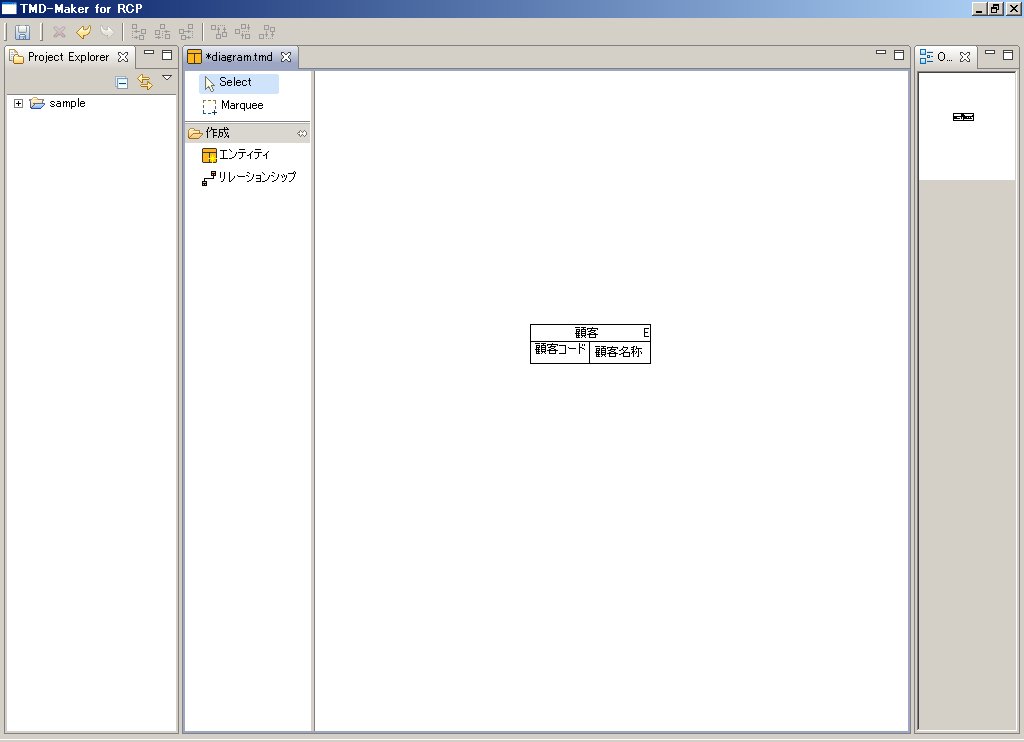 TMD-Maker for RCP
Project Explorer
*diagram.tmd
O...
Select
Marquee
sample
作成
エンティティ
リレーションシップ
顧客 E
顧客コード 顧客名称